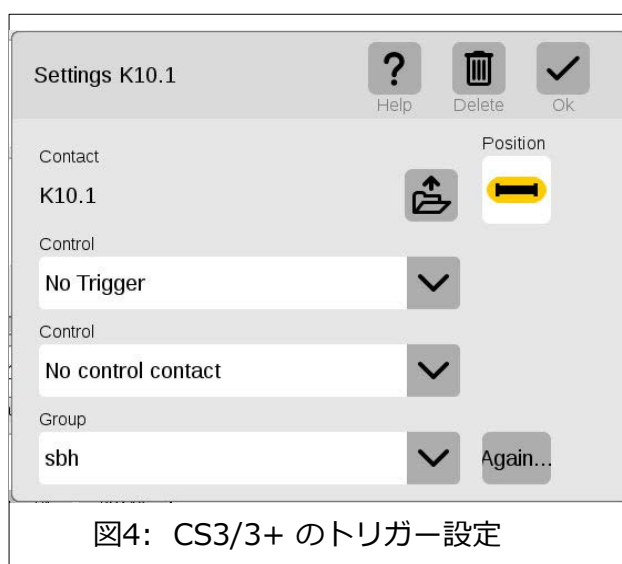 Settings K10.1
?
Help
Delete
Ok
Contact
Position
K10.1
Control
No Trigger
Control
No control contact
Group
sbh
Again...
図4: CS3/3+ のトリガー設定